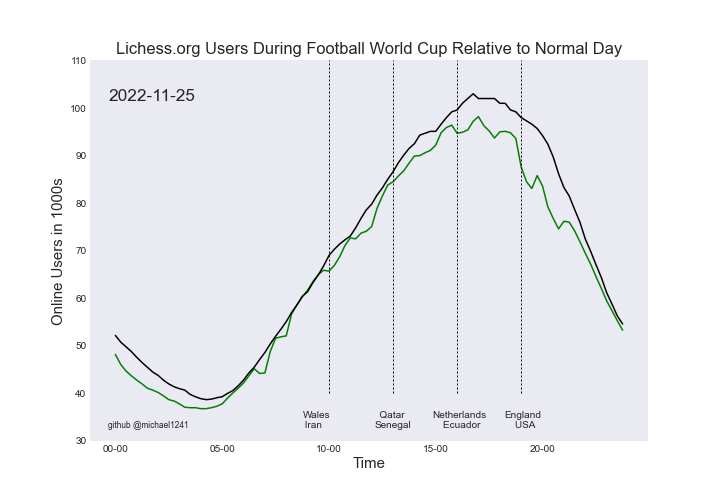 Lichess.org Users During Football World Cup Relative to Normal Day
110
2022-11-25
100
90
80
70
60
50
40
30
Online Users in 1000s
Wales
Iran
Qatar
Senegal
Netherlands
Ecuador
England
USA
github @michael1241
00-00
05-00
10-00
15-00
20-00
Time